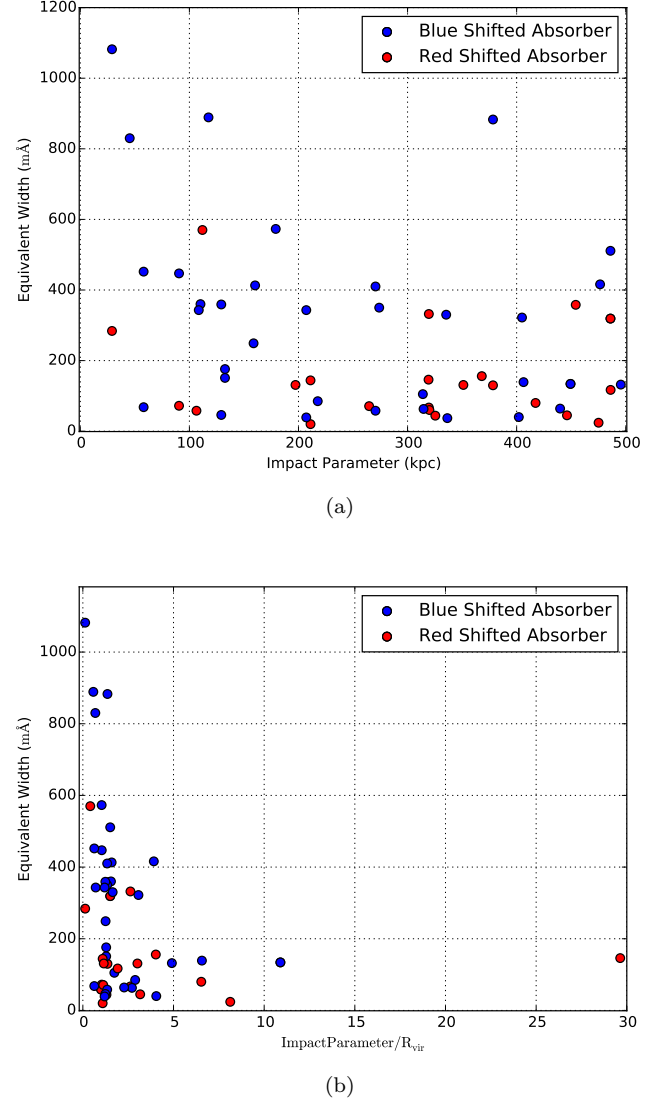 1200
1000
800
600
400
200
0
Equivalent Width (mÅ)
Blue Shifted Absorber
Red Shifted Absorber
0 100 200 300 400 500
Impact Parameter (kpc)
(a)
1000
800
600
400
200
0
Equivalent Width (mÅ)
Blue Shifted Absorber
Red Shifted Absorber
0 5 10 15 20 25 30
ImpactParameter/Rvir
(b)